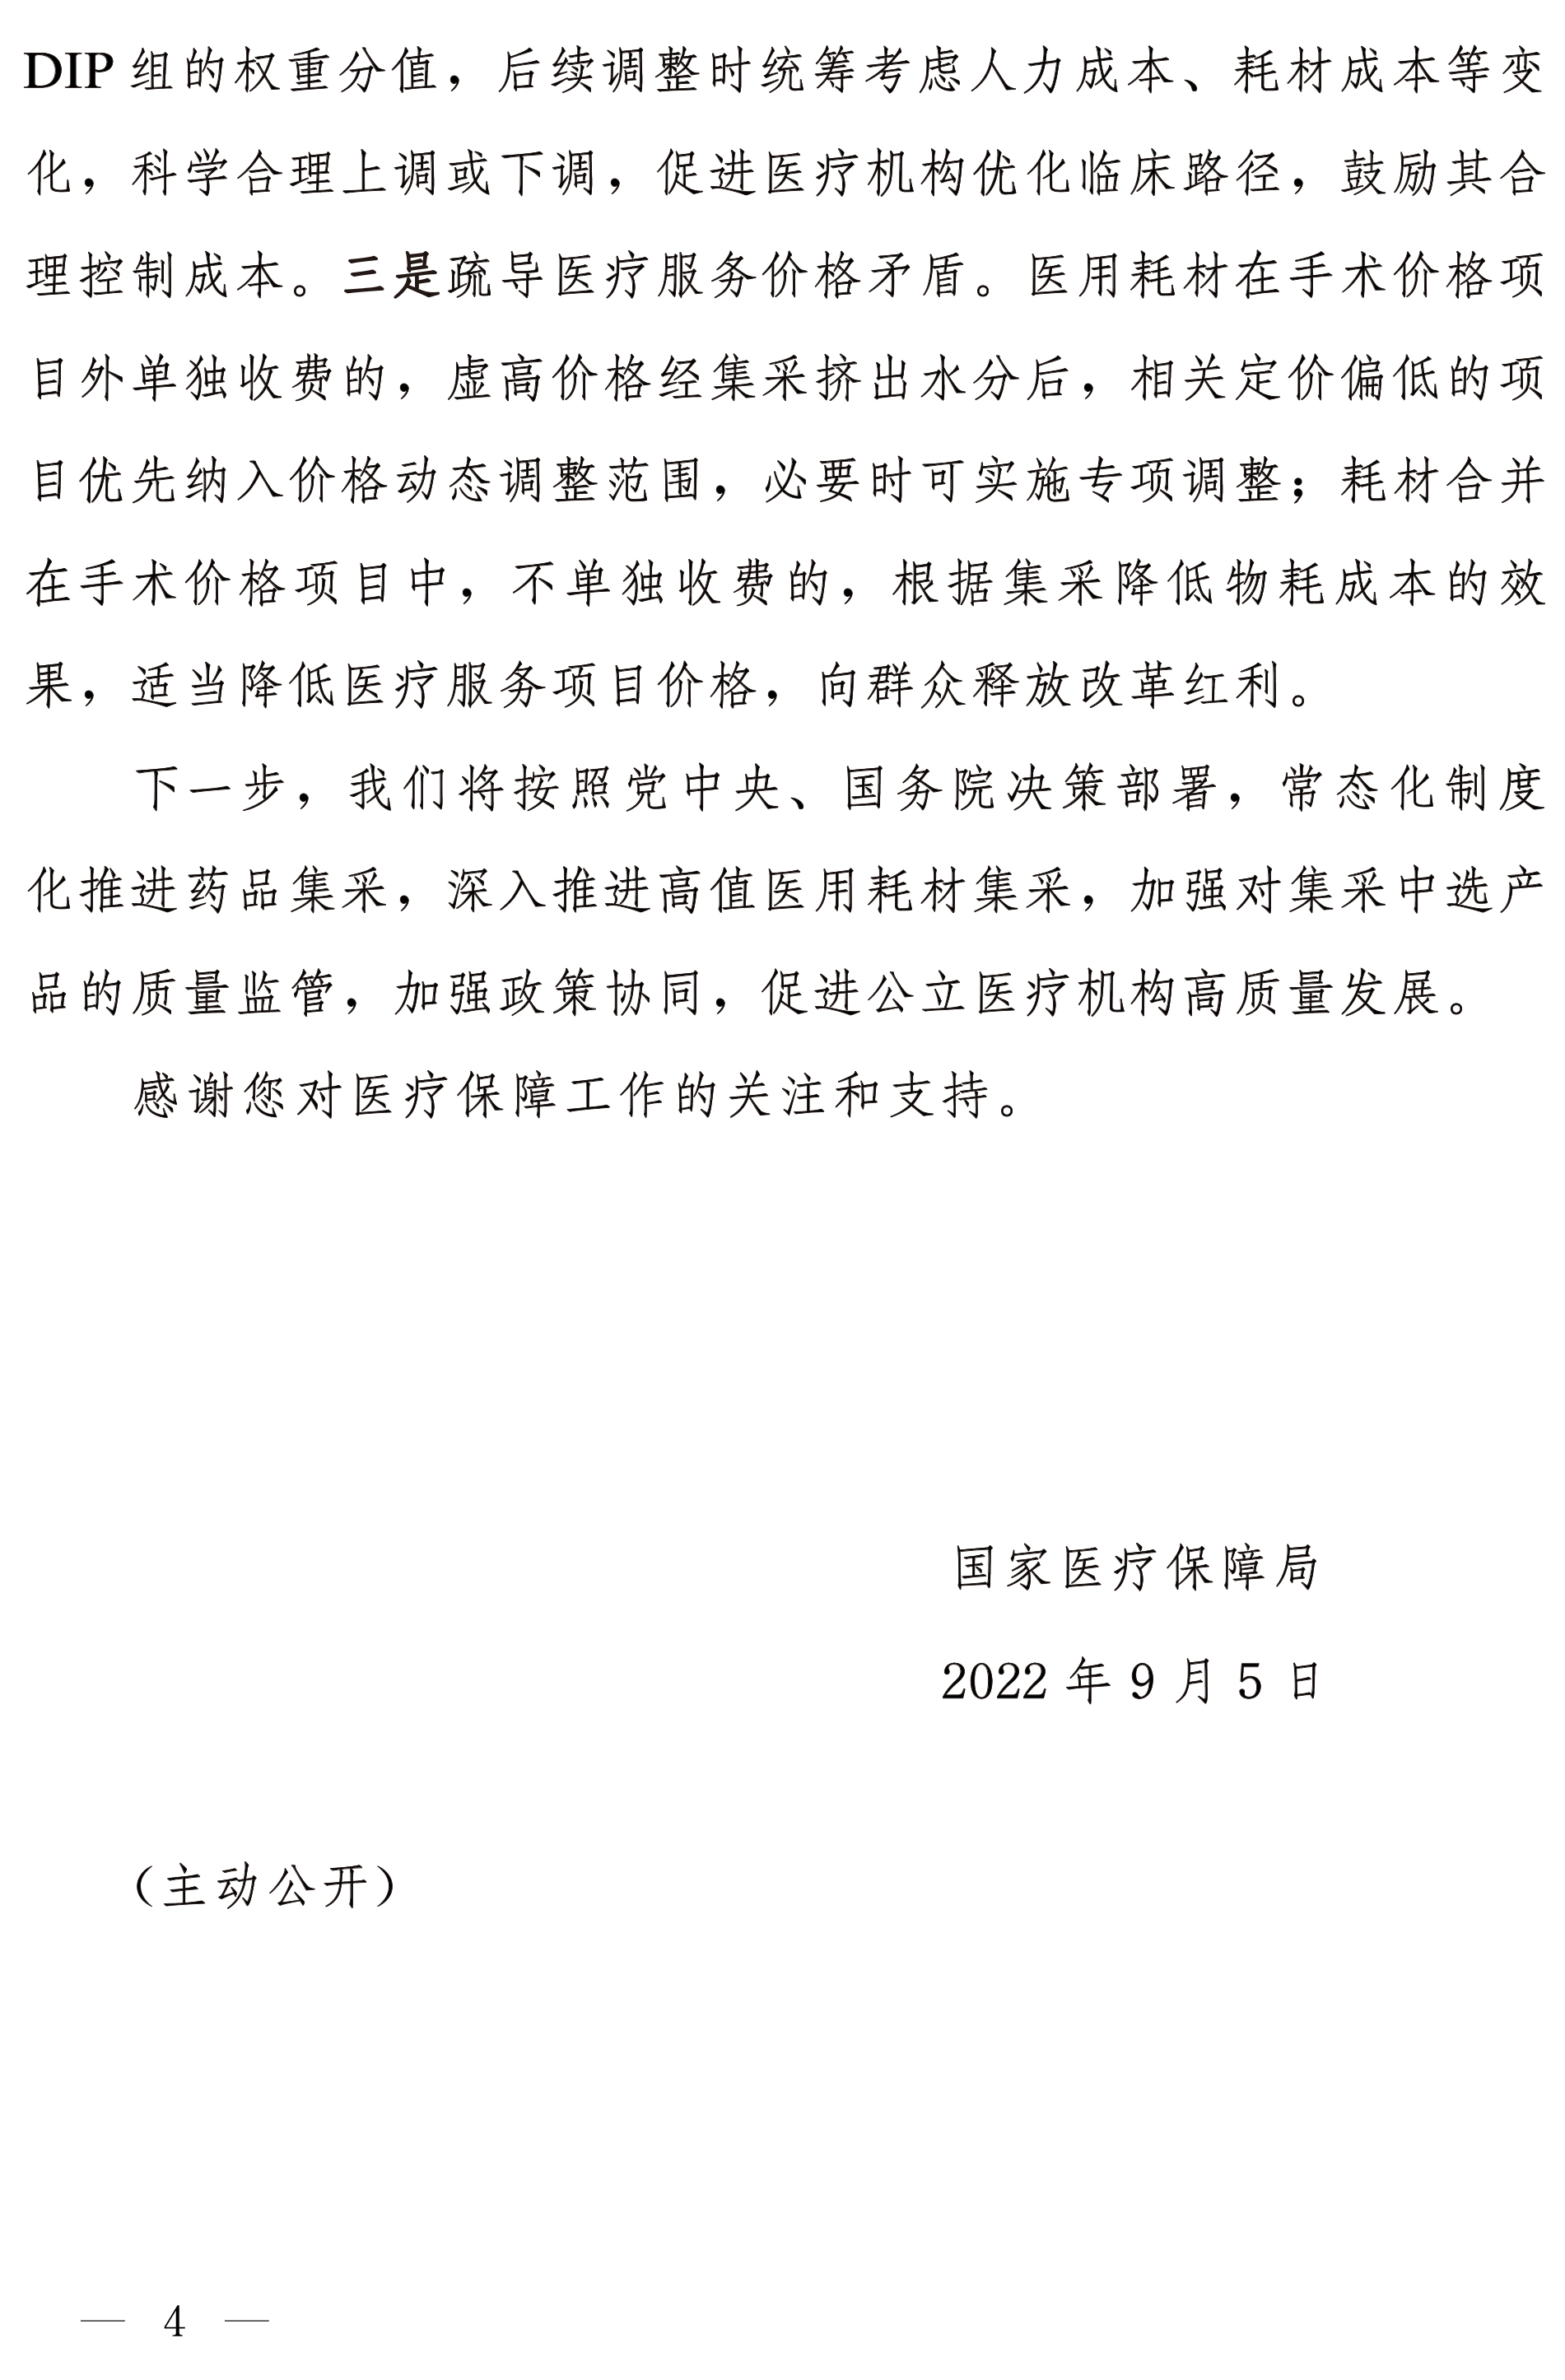 DIP 组的权重分值，后续调整时统筹考虑人力成本、耗材成本等变
化，科学合理上调或下调，促进医疗机构优化临床路径，鼓励其合
理控制成本。三是疏导医疗服务价格矛盾。医用耗材在手术价格项
目外单独收费的，虚高价格经集采挤出水分后，相关定价偏低的项
目优先纳入价格动态调整范围，必要时可实施专项调整；耗材合并
在手术价格项目中，不单独收费的，根据集采降低物耗成本的效
果，适当降低医疗服务项目价格，向群众释放改革红利。
下一步，我们将按照党中央、国务院决策部署，常态化制度
化推进药品集采，深入推进高值医用耗材集采，加强对集采中选产
品的质量监管，加强政策协同，促进公立医疗机构高质量发展。
感谢您对医疗保障工作的关注和支持。
国家医疗保障局
2022 年 9 月 5 日
（主动公开）
— 4 —